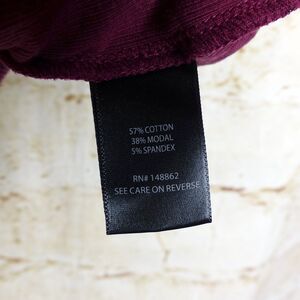 57% COTTON
38% MODAL
5% SPANDEX
RN# 148862
SEE CARE ON REVERSE